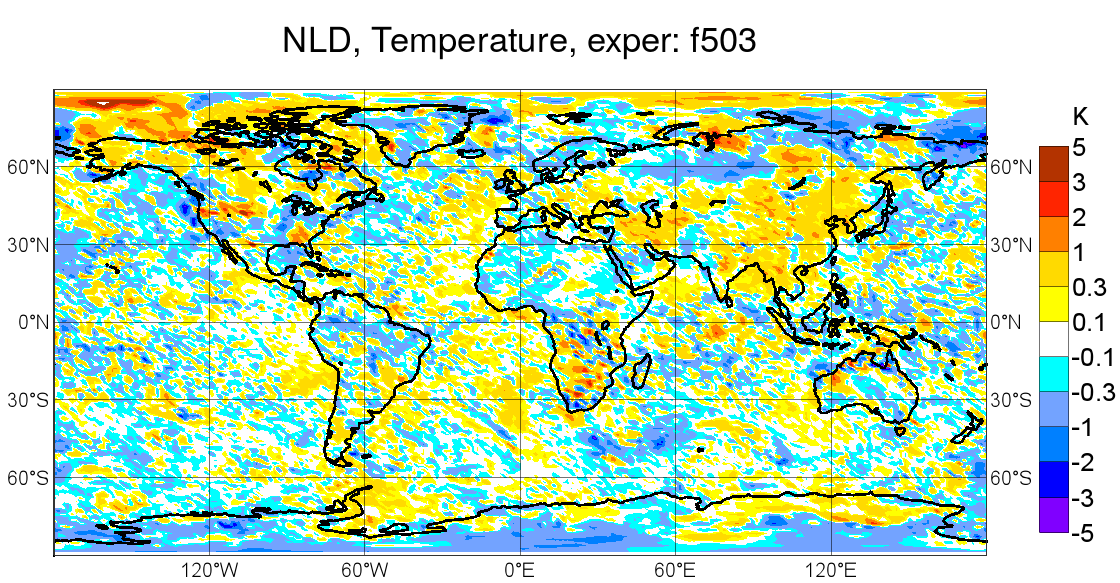 NLD, Temperature, exper: f503
K
5
3
2
1
0.3
0.1
-0.1
-0.3
-1
-2
-3
-5
60°N 60°N
30°N 30°N
0°N 0°N
30°S 30°S
60°S 60°S
120°W 60°W 0°E 60°E 120°E